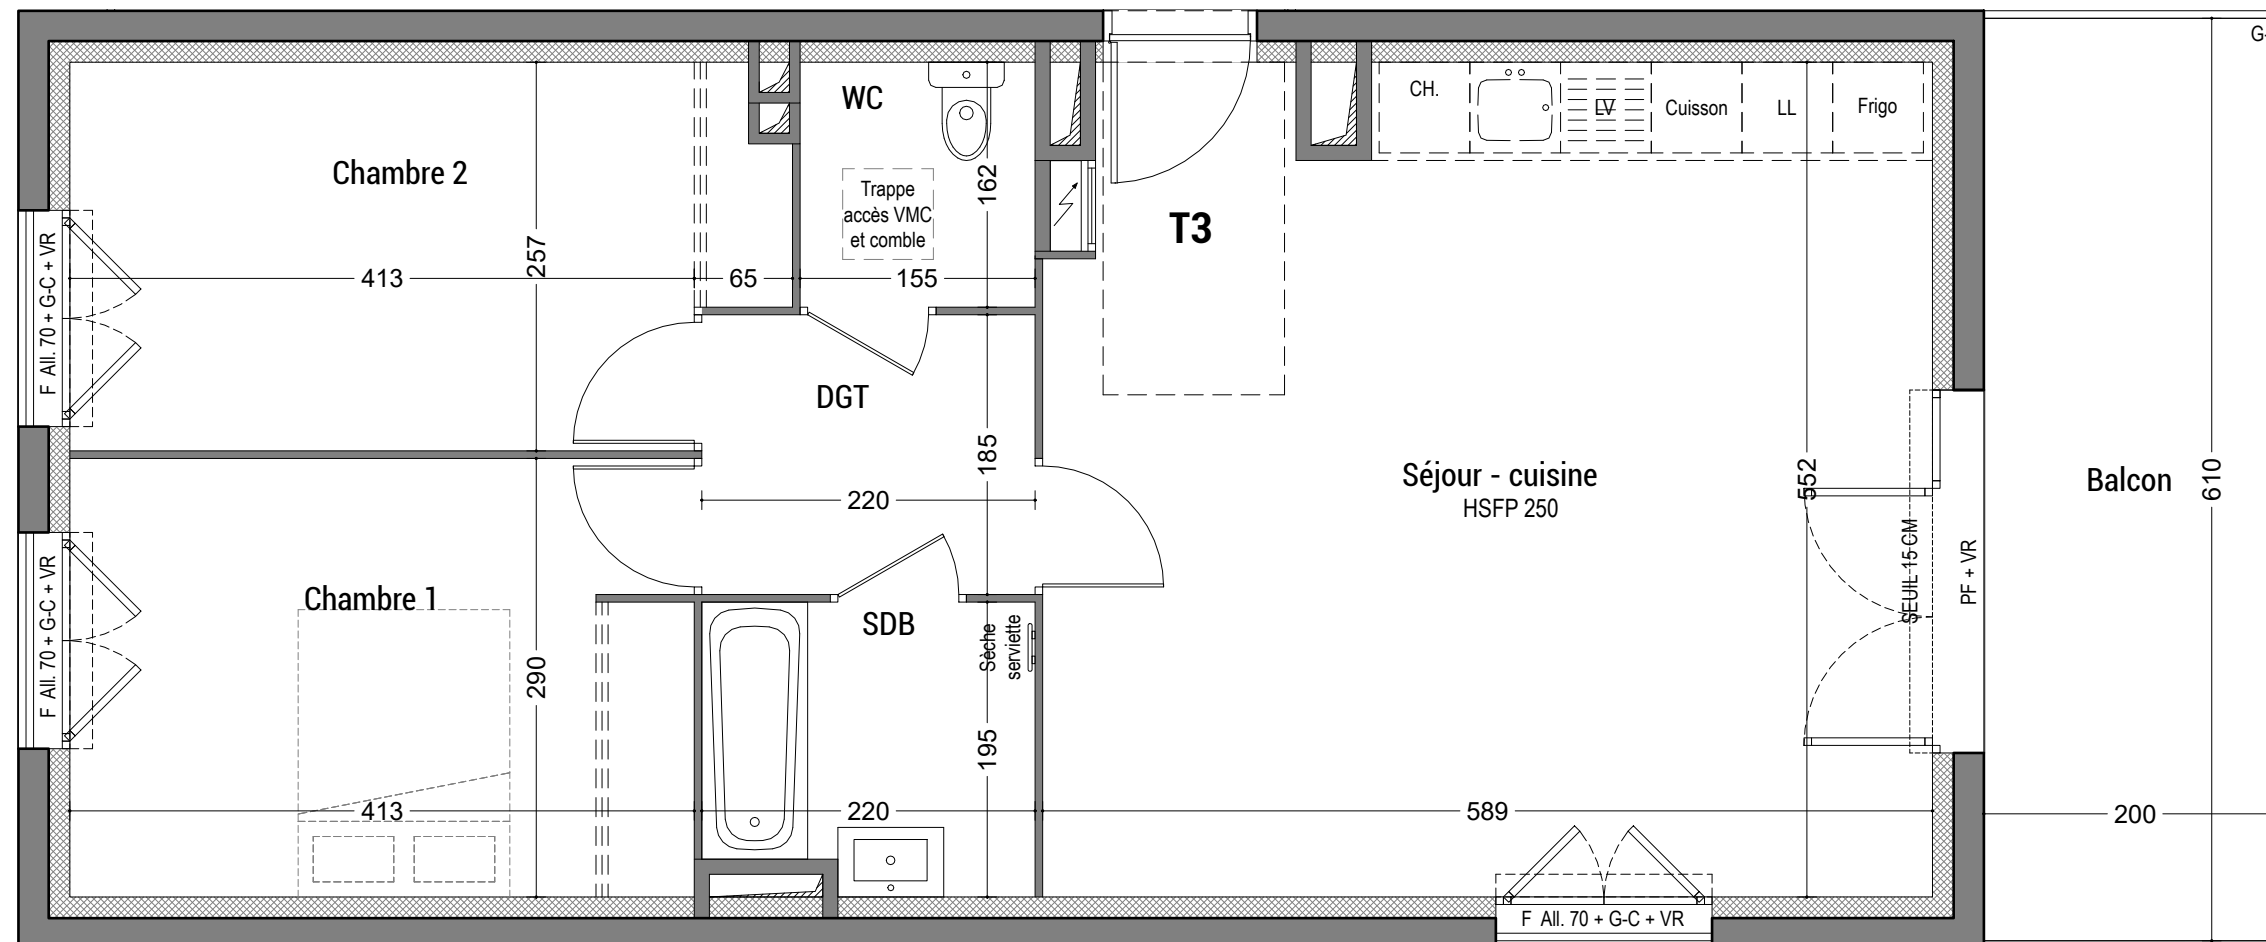 G-
WC
CH.
LV
Cuisson
LL
Frigo
Chambre 2
Trappe
accès VMC
et comble
162
T3
257
413
65
155
F All. 70 + G-C + VR
DGT
185
220
Séjour - cuisine
HSFP 250
552
Balcon
610
SEUIL 15 CM
PF + VR
Chambre 1
SDB
Sèche
serviette
F All. 70 + G-C + VR
290
195
413
220
589
200
F All. 70 + G-C + VR